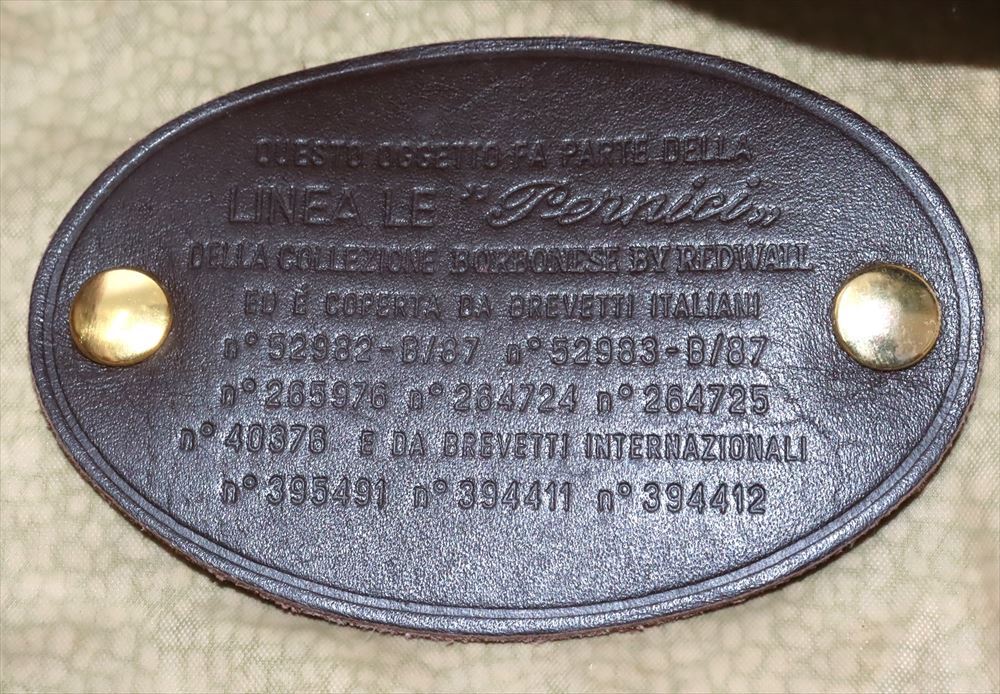 QUESTO OGGETTO FA PARTE DELLA
LINEA LE "Pernici„
DELLA COLLEZIONE BORBONESE BY REDWALL
ED É COPERTA DA BREVETTI ITALIANI
n° 52982-B/87 n° 52983-B/87
n° 265976 n° 264724 n° 264725
n° 40376 E DA BREVETTI INTERNAZIONALI
n° 395491 n° 394411 n° 394412